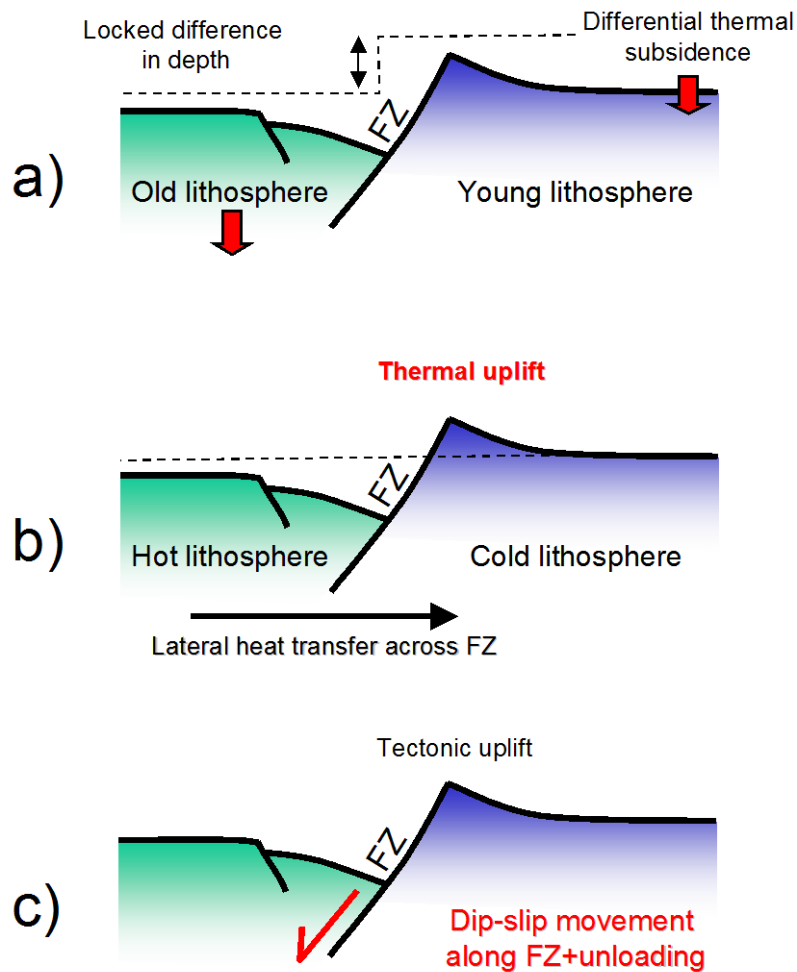 Locked difference
in depth
Differential thermal
subsidence
FZ
a)
Old lithosphere
Young lithosphere
Thermal uplift
FZ
b)
Hot lithosphere
Cold lithosphere
Lateral heat transfer across FZ
Tectonic uplift
FZ
c)
Dip-slip movement
along FZ+unloading